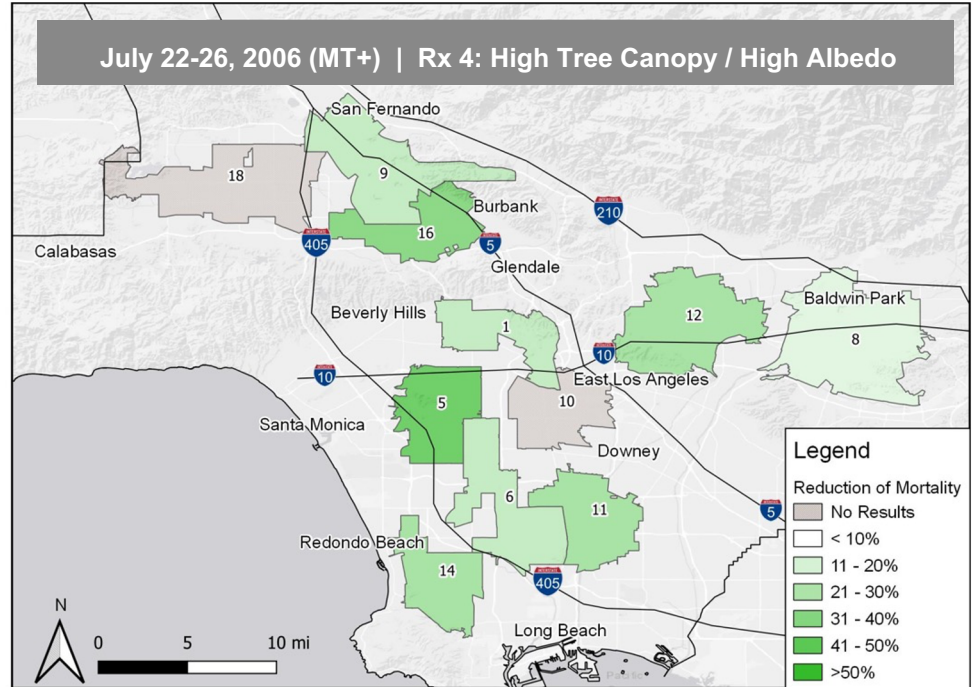 July 22-26, 2006 (MT+) | Rx 4: High Tree Canopy / High Albedo
San Fernando
18
9
210
Burbank
16
405
5
Calabasas
Glendale
Baldwin Park
Beverly Hills
12
1
8
10
10
East Los Angeles
5
10
Santa Monica
Downey
Legend
Reduction of Mortality
No Results
< 10%
11 - 20%
21 - 30%
31 - 40%
41 - 50%
>50%
6
11
5
Redondo Beach
14
405
N
0 5 10 mi
Long Beach